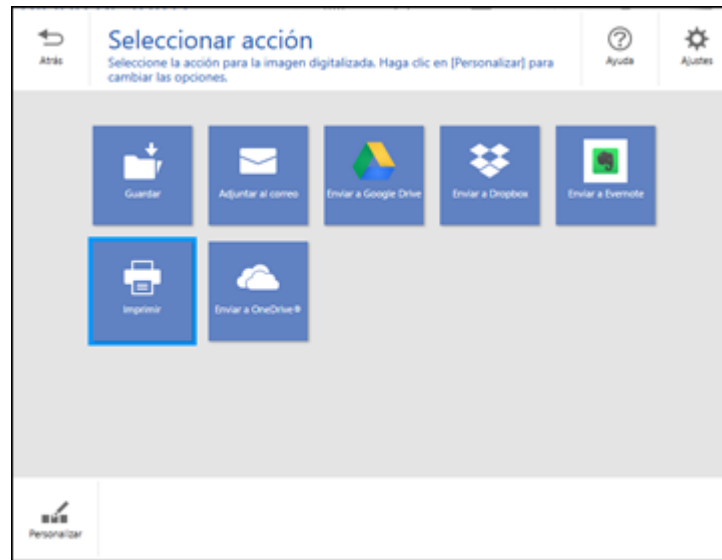 Atrás
Seleccionar acción
Seleccione la acción para la imagen digitalizada. Haga clic en [Personalizar] para
cambiar las opciones.
Ayuda
Ajustes
Guardar
Adjuntar al correo
Enviar a Google Drive
Enviar a Dropbox
Enviar a Evernote
Imprimir
Enviar a OneDrive®
Personalizar